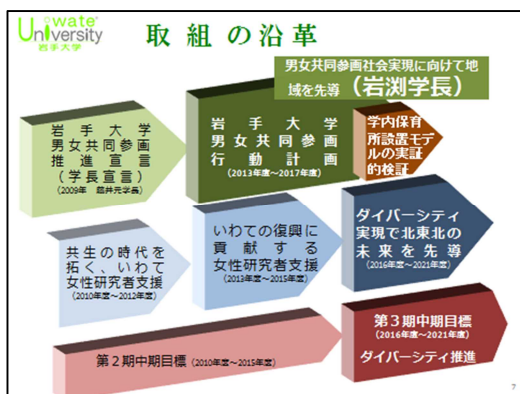 Iwate
University
岩手大学
取組の沿革
男女共同参画社会実現に向けて地
域を先導（岩渕学長）
岩手大学
男女共同参画
推進宣言
（学長宣言）
（2009年　藤井元学長）
岩手大学
男女共同参画
行動計画
（2013年度～2017年度）
学内保育
所設置モデ
ルの実証
的検証
共生の時代を
拓く、いわて
女性研究者支援
（2010年度～2012年度）
いわての復興に
貢献する
女性研究者支援
（2013年度～2015年度）
ダイバーシティ
実現で北東北の
未来を先導
（2016年度～2021年度）
第２期中期目標（2010年度～2015年度）
第３期中期目標
（2016年度～2021年度）
ダイバーシティ推進
7